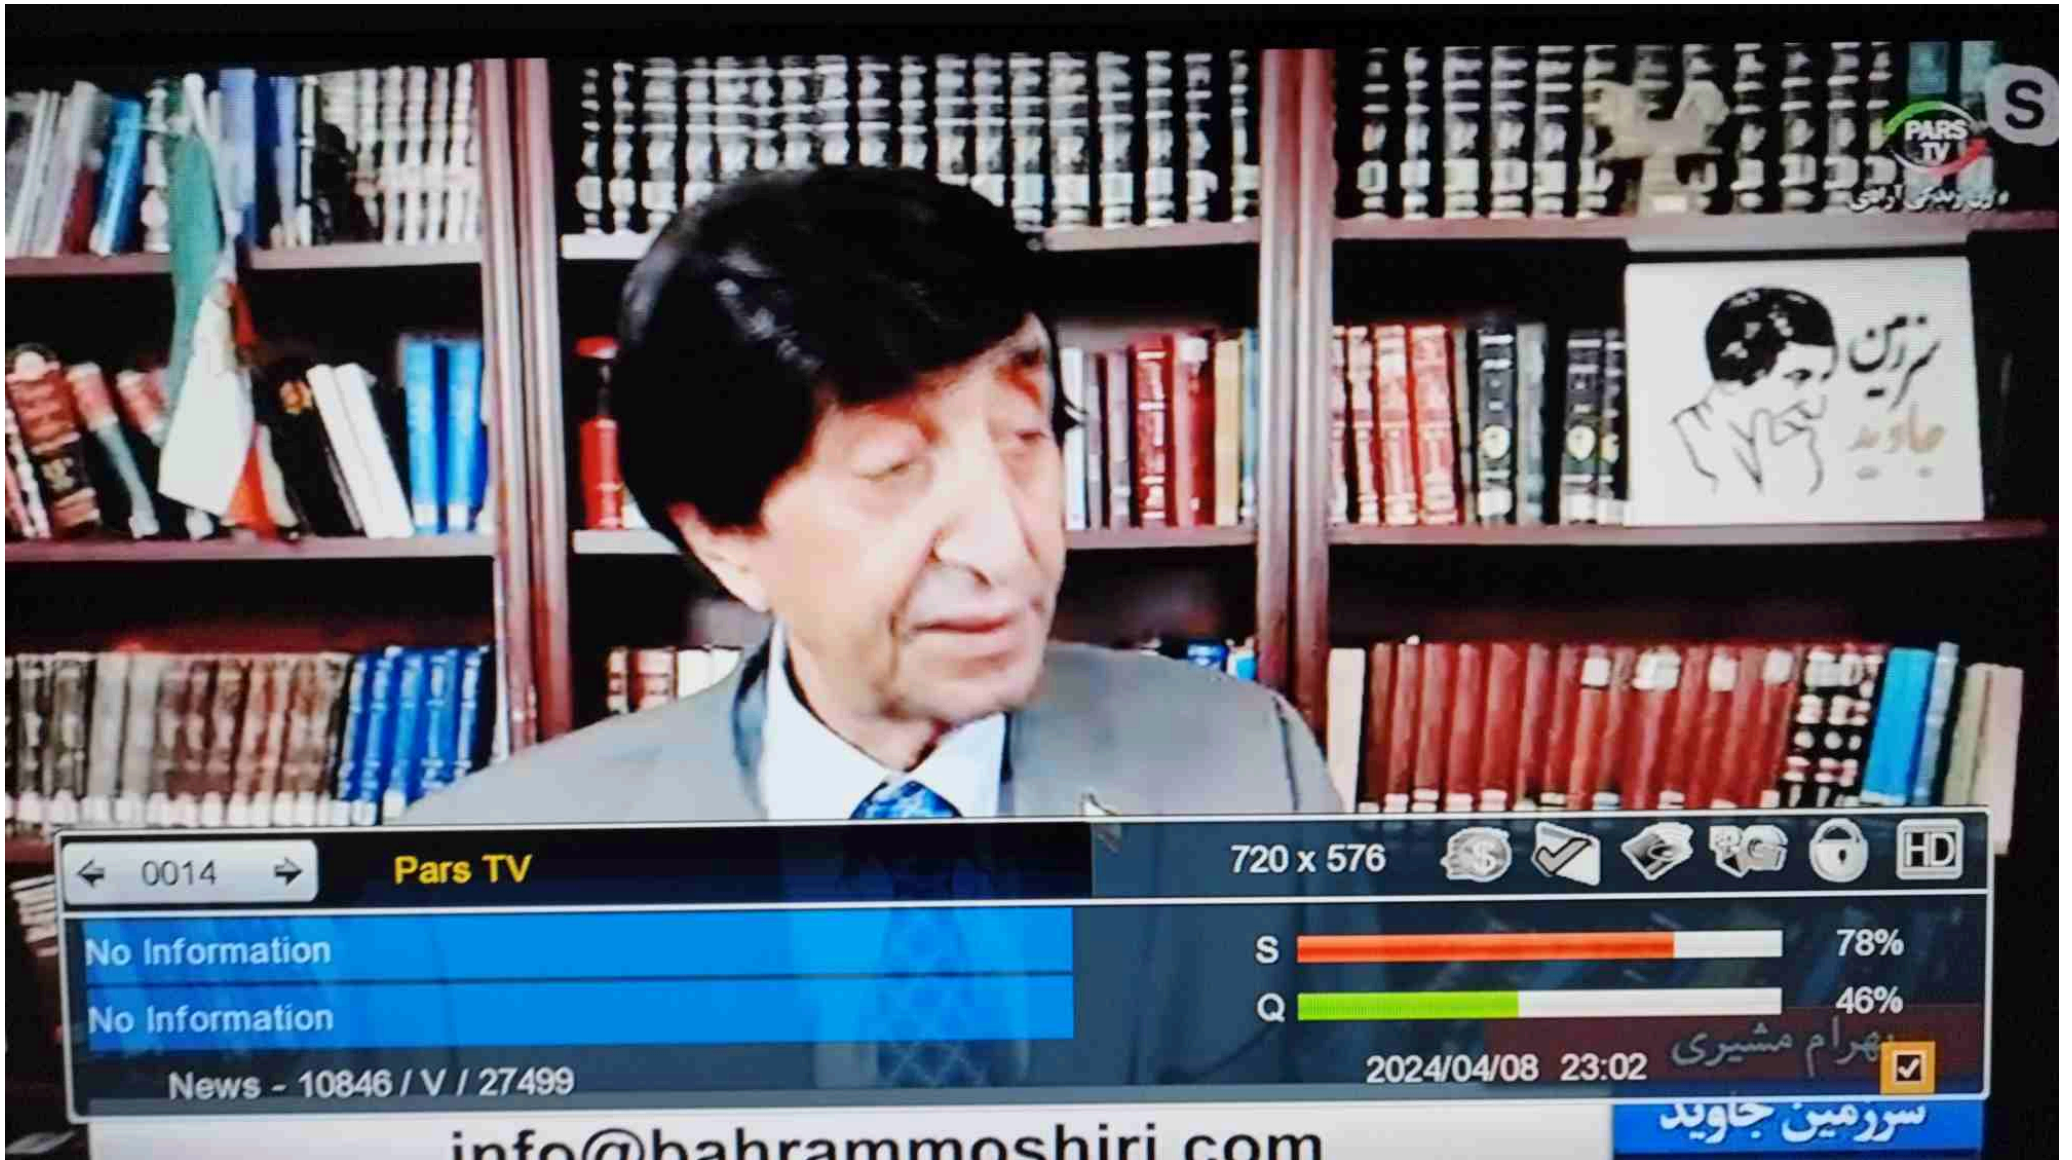 S
PARS
TV
سرزمین
جاوید
0014
Pars TV
720 x 576
HD
No Information
S
78%
No Information
Q
46%
بهرام مشیری
News - 10846 / V / 27499
2024/04/08 23:02
سرزمین جاوید
info@bahrammoshiri.com